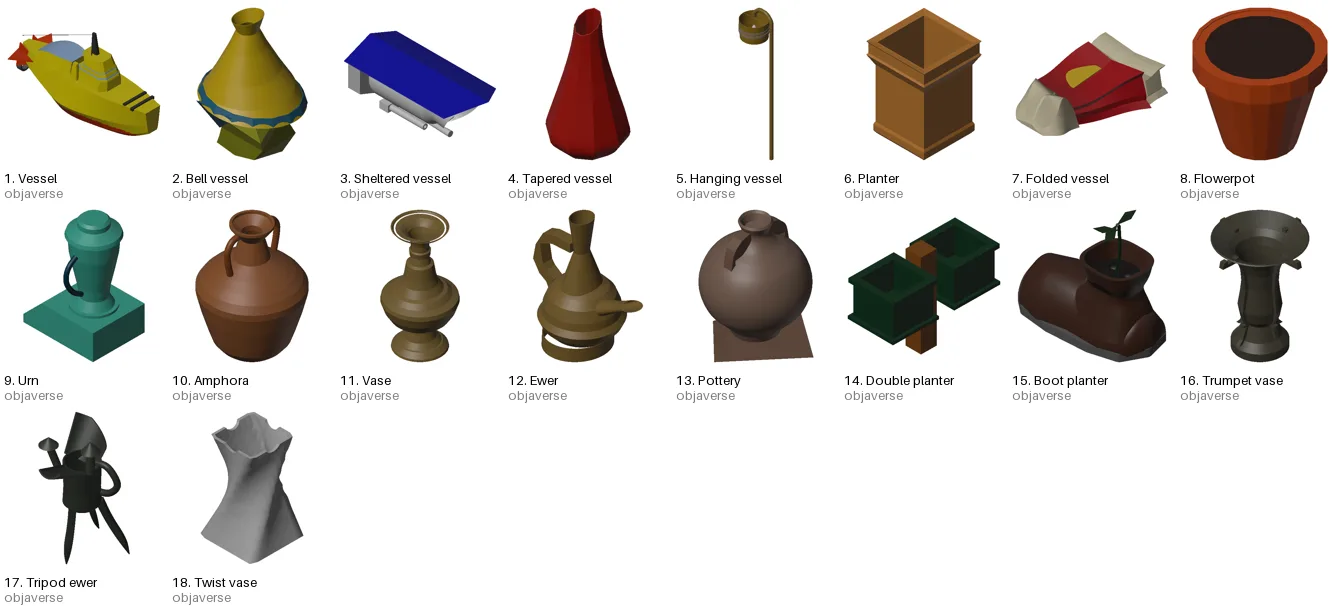 1. Vessel
objaverse
2. Bell vessel
objaverse
3. Sheltered vessel
objaverse
4. Tapered vessel
objaverse
5. Hanging vessel
objaverse
6. Planter
objaverse
7. Folded vessel
objaverse
8. Flowerpot
objaverse
9. Urn
objaverse
10. Amphora
objaverse
11. Vase
objaverse
12. Ewer
objaverse
13. Pottery
objaverse
14. Double planter
objaverse
15. Boot planter
objaverse
16. Trumpet vase
objaverse
17. Tripod ewer
objaverse
18. Twist vase
objaverse